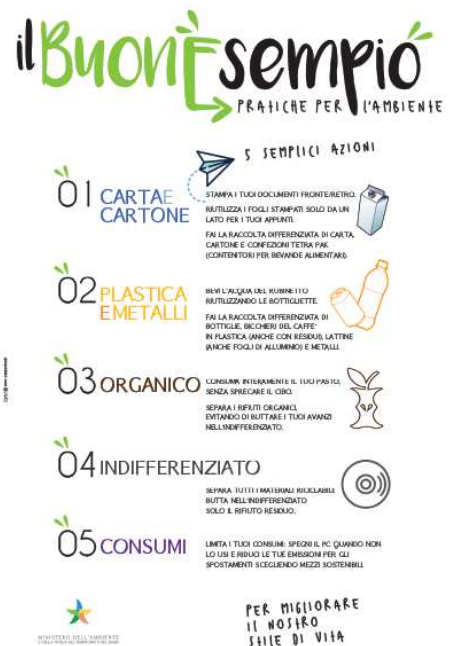 il BuonEsempio
PRATICHE PER L'AMBIENTE
5 SEMPLICI AZIONI
01 CARTA E
CARTONE
STAMPA I TUOI DOCUMENTI FRONTE/RETRO.
RIUTILIZZA I FOGLI STAMPATI SOLO DA UN
LATO PER I TUOI APPUNTI.
FAI LA RACCOLTA DIFFERENZIATA DI CARTA,
CARTONE E CONFEZIONI TETRA PAK
(CONTENITORI PER BEVANDE ALIMENTARI).
02 PLASTICA
E METALLI
BEVI L'ACQUA DEL RUBINETTO
RIUTILIZZANDO LE BOTTIGLIETTE.
FAI LA RACCOLTA DIFFERENZIATA DI
BOTTIGLIE, BICCHIERI DEL CAFFE'
IN PLASTICA (ANCHE CON RESIDUI), LATTINE
(ANCHE FOGLI DI ALLUMINIO) E METALLI.
03 ORGANICO
CONSUMA INTERAMENTE IL TUO PASTO,
SENZA SPRECARE IL CIBO.
SEPARA I RIFIUTI ORGANICI,
EVITANDO DI BUTTARE I TUOI AVANZI
NELL'INDIFFERENZIATO.
04 INDIFFERENZIATO
SEPARA TUTTI I MATERIALI RICICLABILI:
BUTTA NELL'INDIFFERENZIATO
SOLO IL RIFIUTO RESIDUO.
05 CONSUMI
LIMITA I TUOI CONSUMI: SPEGNI IL PC QUANDO NON
LO USI E RIDUCI LE TUE EMISSIONI PER GLI
SPOSTAMENTI SCEGLIENDO MEZZI SOSTENIBILI.
MINISTERO DELL'AMBIENTE
E DELLA TUTELA DEL TERRITORIO E DEL MARE
PER MIGLIORARE
IL NOSTRO
STILE DI VITA